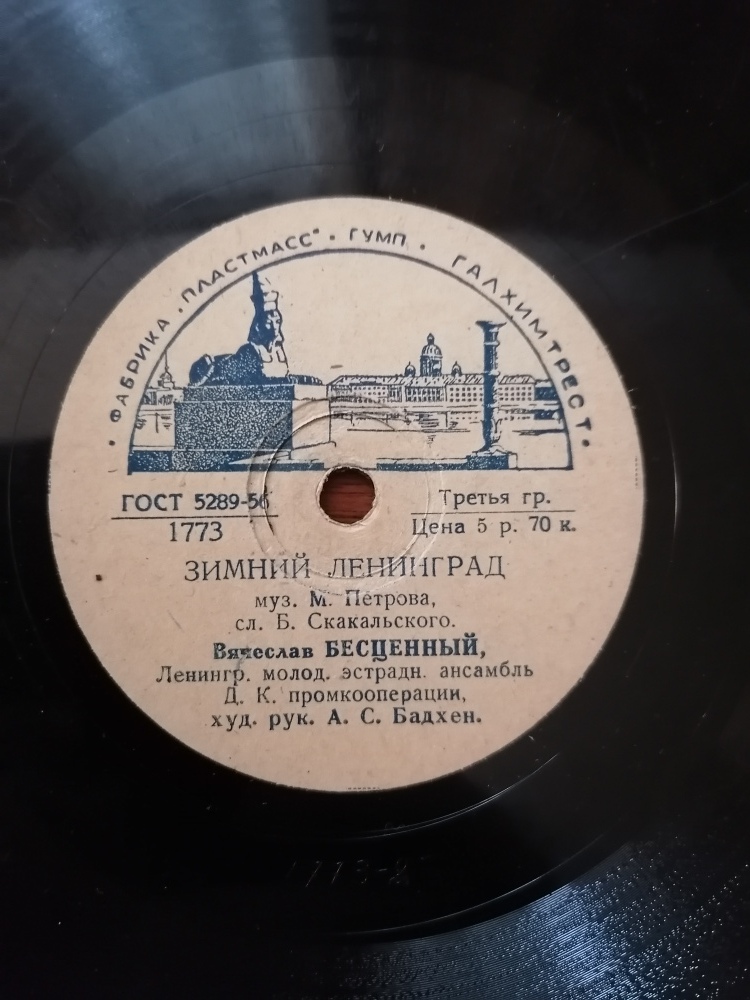 • ФАБРИКА „ПЛАСТМАСС“ • ГУМП • ГАЛХИМТРЕСТ •
ГОСТ 5289-56
1773
Третья гр.
Цена 5 р. 70 к.
ЗИМНИЙ ЛЕНИНГРАД
муз. М. Петрова,
сл. Б. Скакальского.
Вячеслав БЕСЦЕННЫЙ,
Ленингр. молод. эстрадн. ансамбль
Д. К. промкооперации,
худ. рук. А. С. Бадхен.